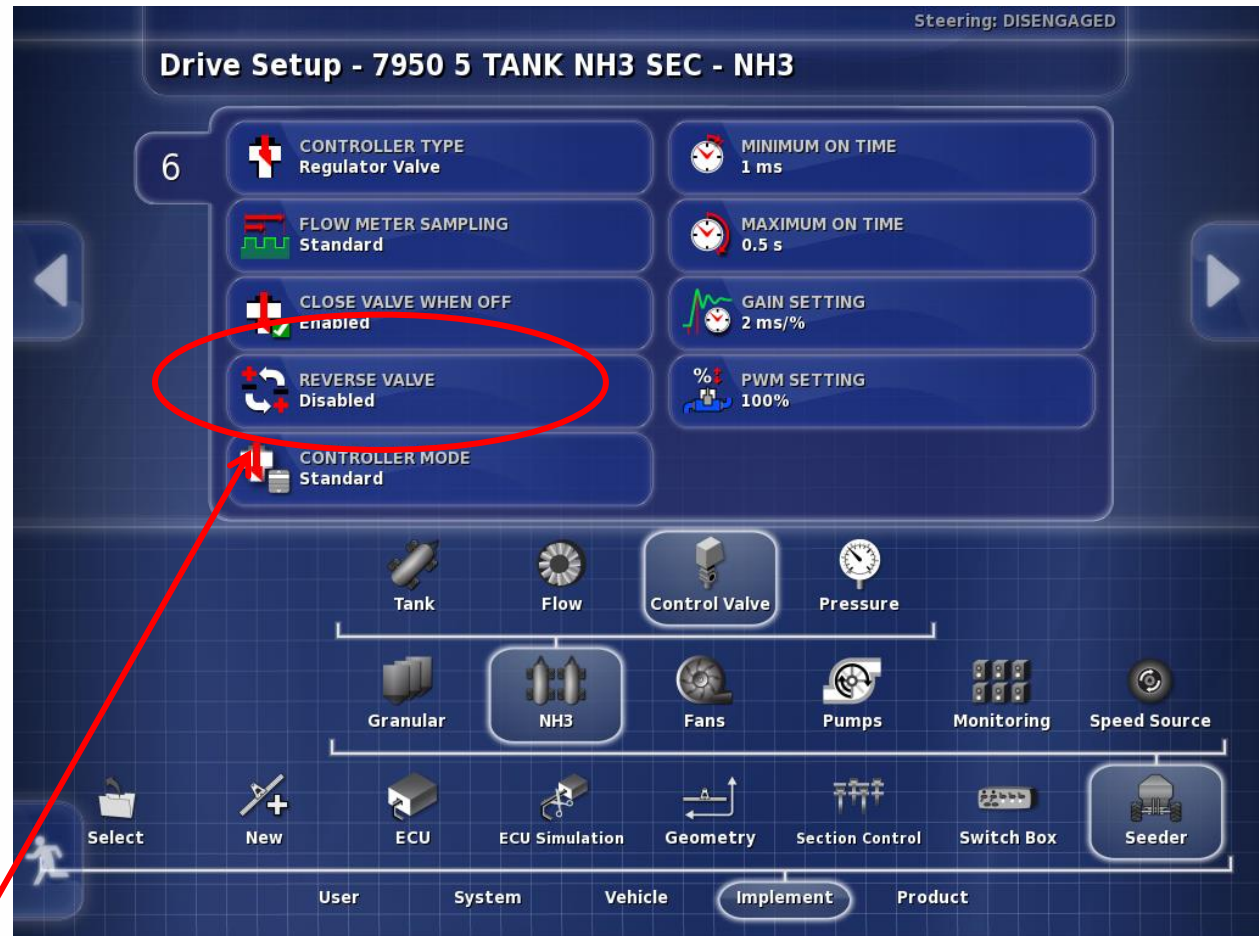 Steering: DISENGAGED
Drive Setup - 7950 5 TANK NH3 SEC - NH3
6
CONTROLLER TYPE
Regulator Valve
MINIMUM ON TIME
1 ms
FLOW METER SAMPLING
Standard
MAXIMUM ON TIME
0.5 s
CLOSE VALVE WHEN OFF
Enabled
GAIN SETTING
2 ms/%
REVERSE VALVE
Disabled
%
PWM SETTING
100%
CONTROLLER MODE
Standard
Tank Flow Control Valve Pressure
Granular NH3 Fans Pumps Monitoring Speed Source
Select New ECU ECU Simulation Geometry Section Control Switch Box Seeder
User System Vehicle Implement Product